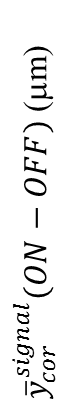 ȳ_cor^signal (ON − OFF) (μm)